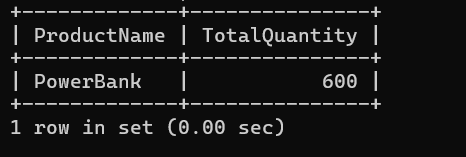 +-------------+---------------+
| ProductName | TotalQuantity |
+-------------+---------------+
| PowerBank   |           600 |
+-------------+---------------+
1 row in set (0.00 sec)